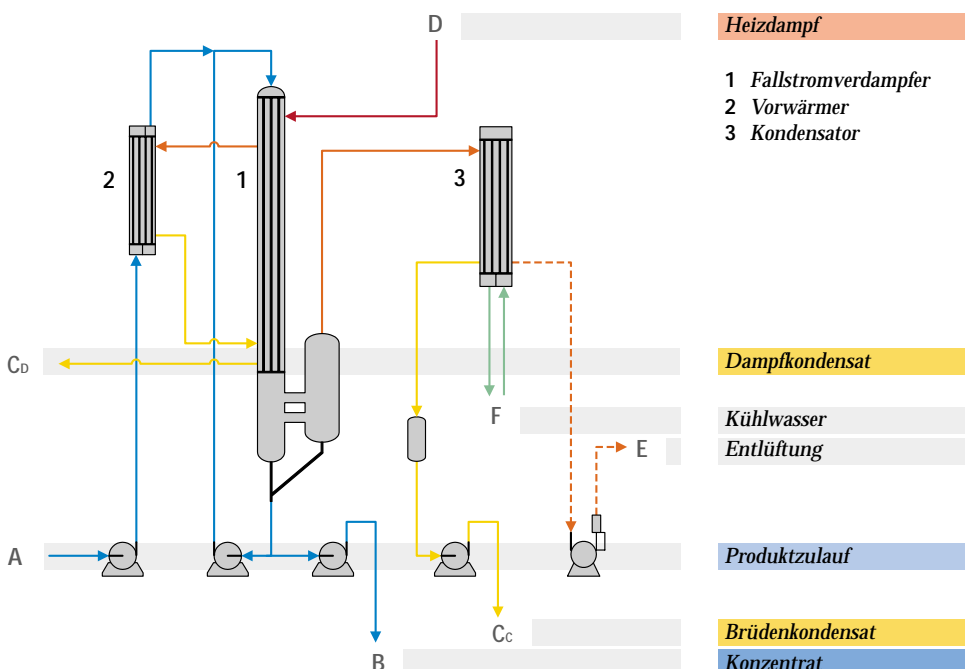 D Heizdampf
1 Fallstromverdampfer
2 Vorwärmer
3 Kondensator
2 1 3
CD Dampfkondensat
F Kühlwasser
E Entlüftung
A Produktzulauf
CC Brüdenkondensat
B Konzentrat